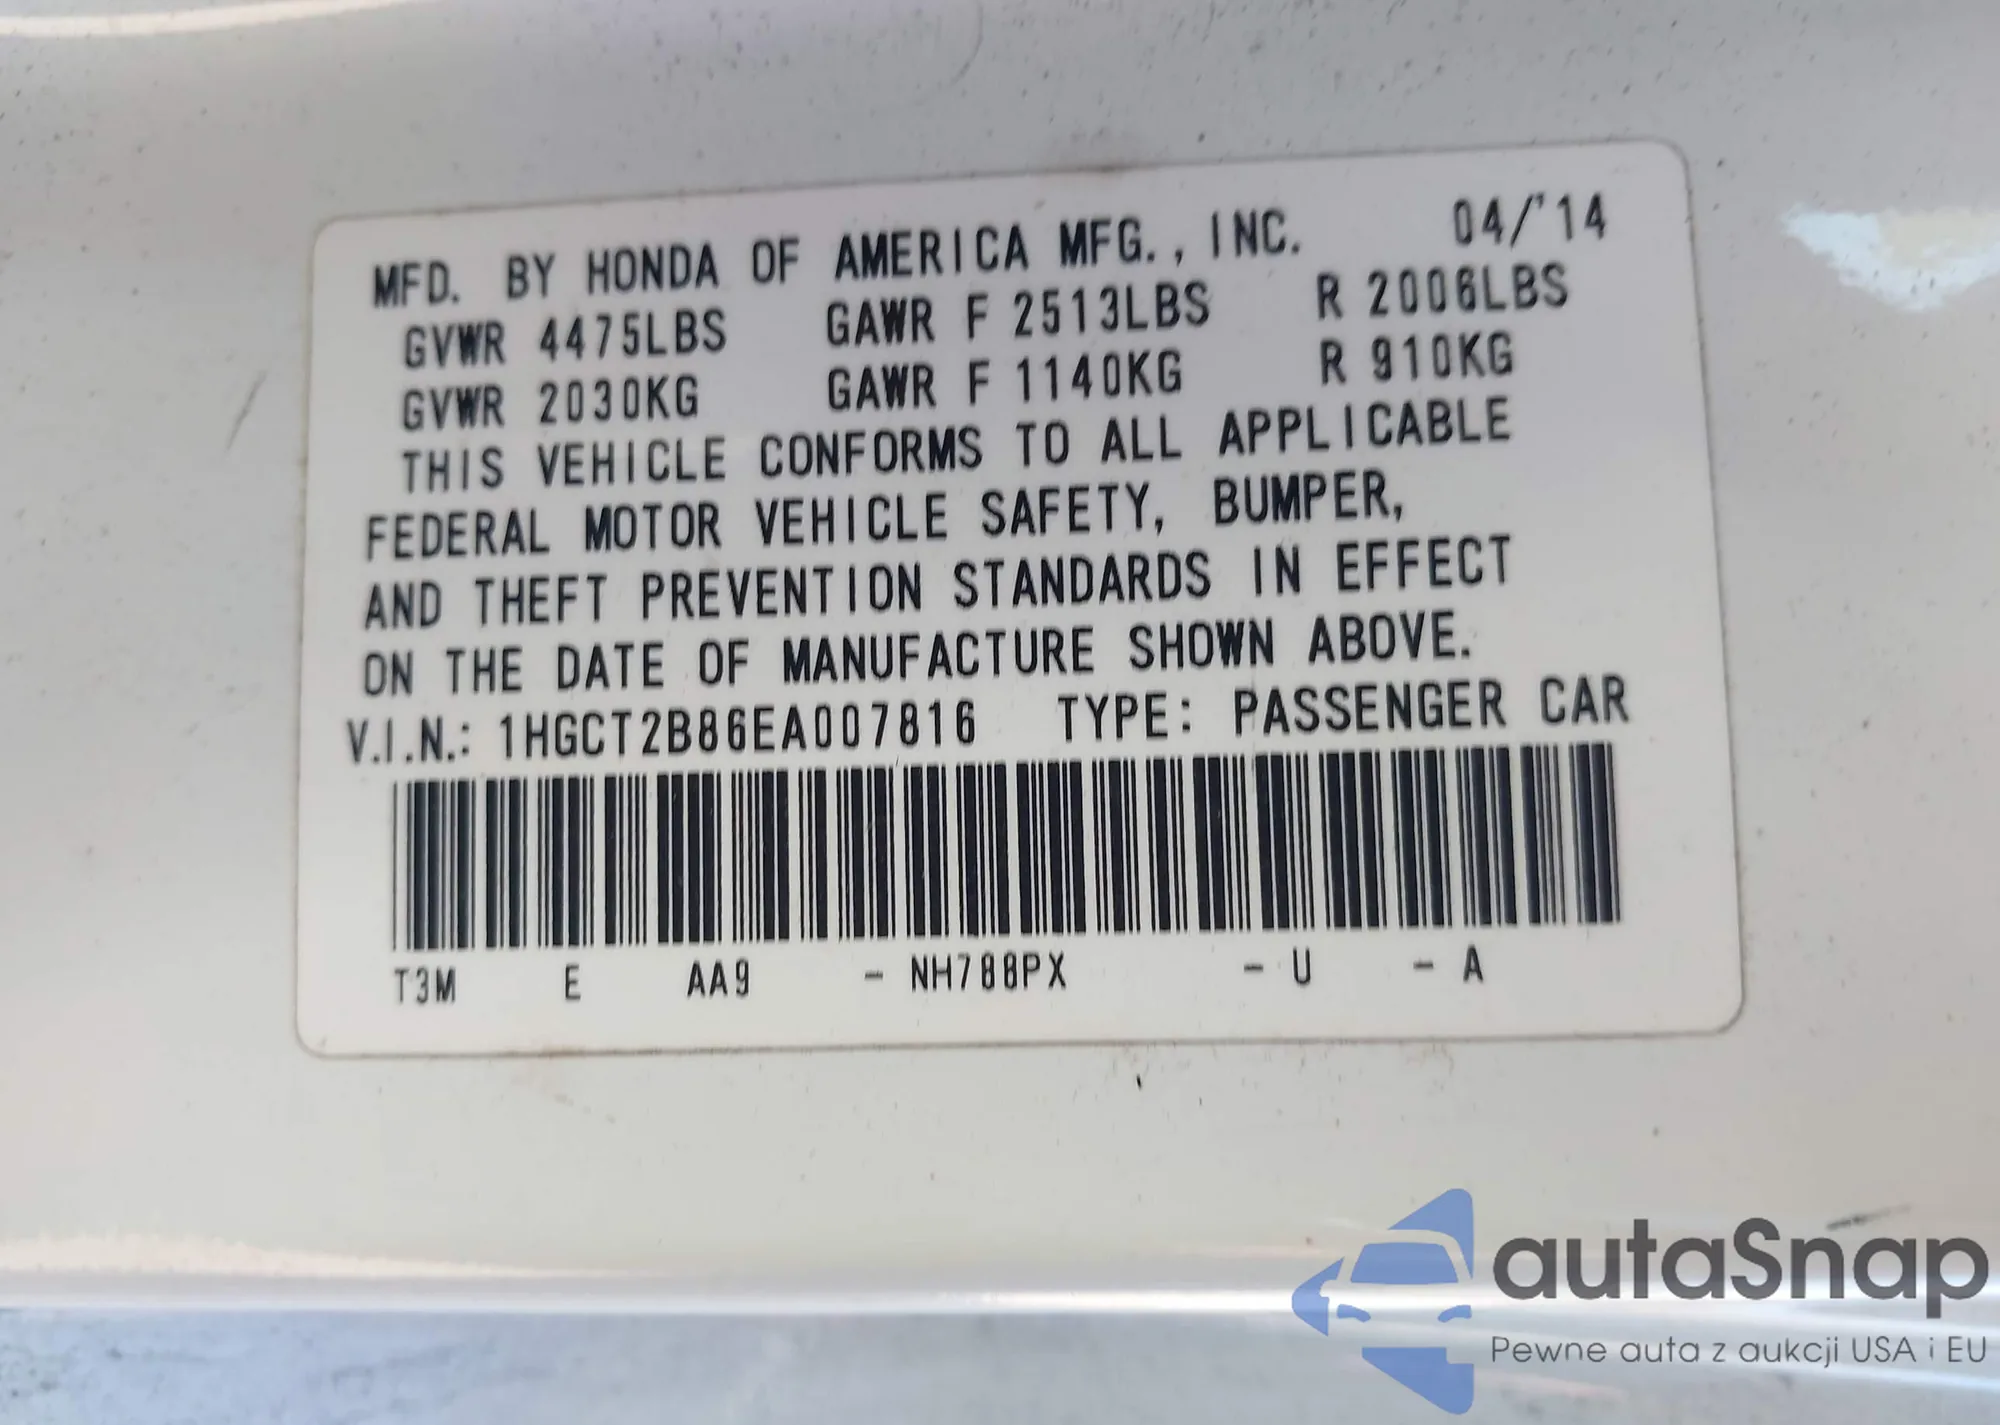 MFD. BY HONDA OF AMERICA MFG., INC. 04/'14
GVWR 4475LBS GAWR F 2513LBS R 2006LBS
GVWR 2030KG GAWR F 1140KG R 910KG
THIS VEHICLE CONFORMS TO ALL APPLICABLE
FEDERAL MOTOR VEHICLE SAFETY, BUMPER,
AND THEFT PREVENTION STANDARDS IN EFFECT
ON THE DATE OF MANUFACTURE SHOWN ABOVE.
V.I.N.: 1HGCT2B86EA007816 TYPE: PASSENGER CAR
T3M E AA9 - NH788PX - U - A
autaSnap
Pewne auta z aukcji USA i EU